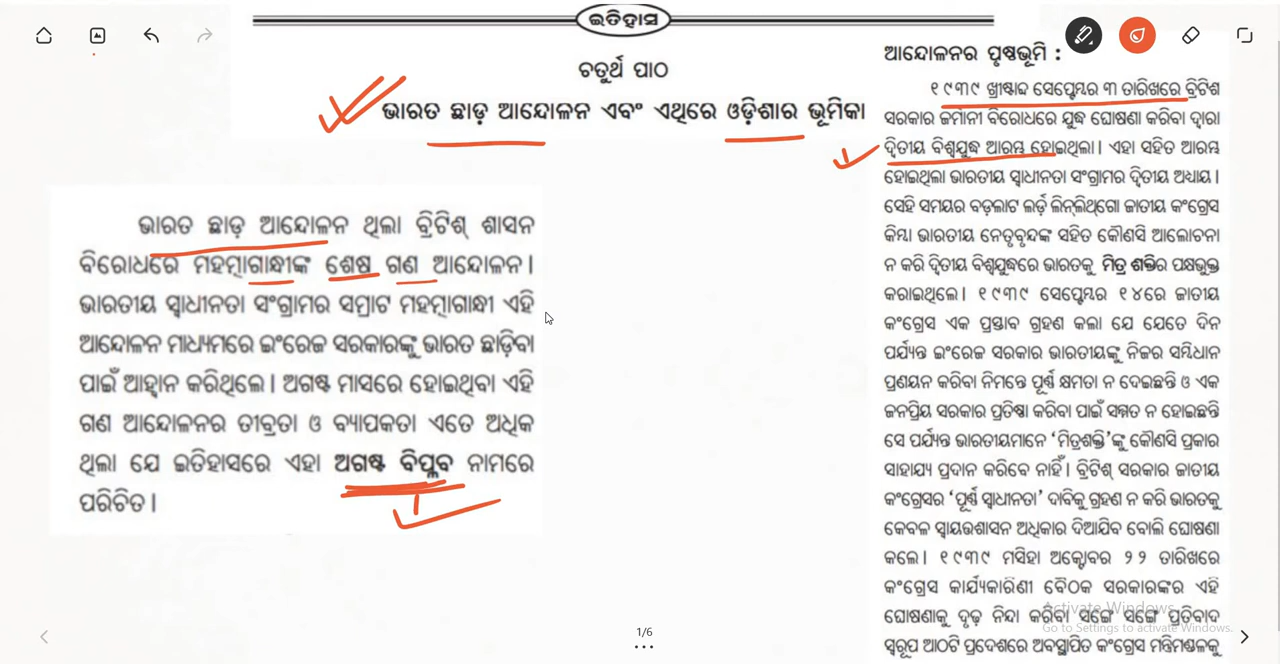 ଇତିହାସ
ଚତୁର୍ଥ ପାଠ
ଭାରତ ଛାଡ଼ ଆନ୍ଦୋଳନ ଏବଂ ଏଥିରେ ଓଡ଼ିଶାର ଭୂମିକା
ଭାରତ ଛାଡ଼ ଆନ୍ଦୋଳନ ଥିଲା ବ୍ରିଟିଶ୍ ଶାସନ
ବିରୋଧରେ ମହାତ୍ମାଗାନ୍ଧୀଙ୍କ ଶେଷ ଗଣ ଆନ୍ଦୋଳନ।
ଭାରତୀୟ ସ୍ୱାଧୀନତା ସଂଗ୍ରାମର ସମ୍ରାଟ ମହାତ୍ମାଗାନ୍ଧୀ ଏହି
ଆନ୍ଦୋଳନ ମାଧ୍ୟମରେ ଇଂରେଜ ସରକାରଙ୍କୁ ଭାରତ ଛାଡ଼ିବା
ପାଇଁ ଆହ୍ୱାନ କରିଥିଲେ। ଅଗଷ୍ଟ ମାସରେ ହୋଇଥିବା ଏହି
ଗଣ ଆନ୍ଦୋଳନର ତୀବ୍ରତା ଓ ବ୍ୟାପକତା ଏତେ ଅଧିକ
ଥିଲା ଯେ ଇତିହାସରେ ଏହା ଅଗଷ୍ଟ ବିପ୍ଳବ ନାମରେ
ପରିଚିତ।
ଆନ୍ଦୋଳନର ପୃଷ୍ଠଭୂମି :
୧୯୩୯ ଖ୍ରୀଷ୍ଟାବ୍ଦ ସେପ୍ଟେମ୍ବର ୩ ତାରିଖରେ ବ୍ରିଟିଶ
ସରକାର ଜର୍ମାନୀ ବିରୋଧରେ ଯୁଦ୍ଧ ଘୋଷଣା କରିବା ଦ୍ୱାରା
ଦ୍ୱିତୀୟ ବିଶ୍ୱଯୁଦ୍ଧ ଆରମ୍ଭ ହୋଇଥିଲା। ଏହା ସହିତ ଆରମ୍ଭ
ହୋଇଥିଲା ଭାରତୀୟ ସ୍ୱାଧୀନତା ସଂଗ୍ରାମର ଦ୍ୱିତୀୟ ଅଧ୍ୟାୟ।
ସେହି ସମୟର ବଡ଼ଲାଟ ଲର୍ଡ଼ ଲିନ୍‌ଲିଥ୍‌ଗୋ ଜାତୀୟ କଂଗ୍ରେସ
କିମ୍ବା ଭାରତୀୟ ନେତୃବୃନ୍ଦଙ୍କ ସହିତ କୌଣସି ଆଲୋଚନା
ନ କରି ଦ୍ୱିତୀୟ ବିଶ୍ୱଯୁଦ୍ଧରେ ଭାରତକୁ ମିତ୍ର ଶକ୍ତିର ପକ୍ଷଭୁକ୍ତ
କରାଇଥିଲେ। ୧୯୩୯ ସେପ୍ଟେମ୍ବର ୧୪ରେ ଜାତୀୟ
କଂଗ୍ରେସ ଏକ ପ୍ରସ୍ତାବ ଗ୍ରହଣ କଲା ଯେ ଯେତେ ଦିନ
ପର୍ଯ୍ୟନ୍ତ ଇଂରେଜ ସରକାର ଭାରତୀୟଙ୍କୁ ନିଜର ସମ୍ବିଧାନ
ପ୍ରଣୟନ କରିବା ନିମନ୍ତେ ପୂର୍ଣ୍ଣ କ୍ଷମତା ନ ଦେଇଛନ୍ତି ଓ ଏକ
ଜନପ୍ରିୟ ସରକାର ପ୍ରତିଷ୍ଠା କରିବା ପାଇଁ ସମ୍ମତ ନ ହୋଇଛନ୍ତି
ସେ ପର୍ଯ୍ୟନ୍ତ ଭାରତୀୟମାନେ ‘ମିତ୍ରଶକ୍ତି’ଙ୍କୁ କୌଣସି ପ୍ରକାର
ସାହାଯ୍ୟ ପ୍ରଦାନ କରିବେ ନାହିଁ। ବ୍ରିଟିଶ୍ ସରକାର ଜାତୀୟ
କଂଗ୍ରେସର ‘ପୂର୍ଣ୍ଣ ସ୍ୱାଧୀନତା’ ଦାବିକୁ ଗ୍ରହଣ ନ କରି ଭାରତକୁ
କେବଳ ସ୍ୱାୟତ୍ତଶାସନ ଅଧିକାର ଦିଆଯିବ ବୋଲି ଘୋଷଣା
କଲେ। ୧୯୩୯ ମସିହା ଅକ୍ଟୋବର ୨୨ ତାରିଖରେ
କଂଗ୍ରେସ କାର୍ଯ୍ୟକାରିଣୀ ବୈଠକ ସରକାରଙ୍କର ଏହି
ଘୋଷଣାକୁ ଦୃଢ଼ ନିନ୍ଦା କରିବା ସଙ୍ଗେ ସଙ୍ଗେ ପ୍ରତିବାଦ
ସ୍ୱରୂପ ଆଠଟି ପ୍ରଦେଶରେ ଅବସ୍ଥାପିତ କଂଗ୍ରେସ ମନ୍ତ୍ରିମଣ୍ଡଳକୁ
Activate Windows
Go to Settings to activate Windows.
1/6